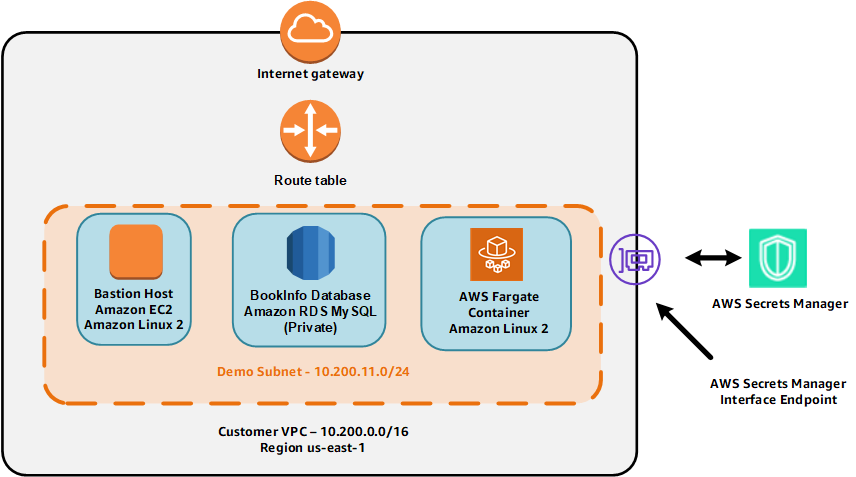 Internet gateway
Route table
Bastion Host
Amazon EC2
Amazon Linux 2
BookInfo Database
Amazon RDS My SQL
(Private)
AWS Fargate
Container
Amazon Linux 2
Demo Subnet - 10.200.11.0/24
Customer VPC – 10.200.0.0/16
Region us-east-1
AWS Secrets Manager
AWS Secrets Manager
Interface Endpoint